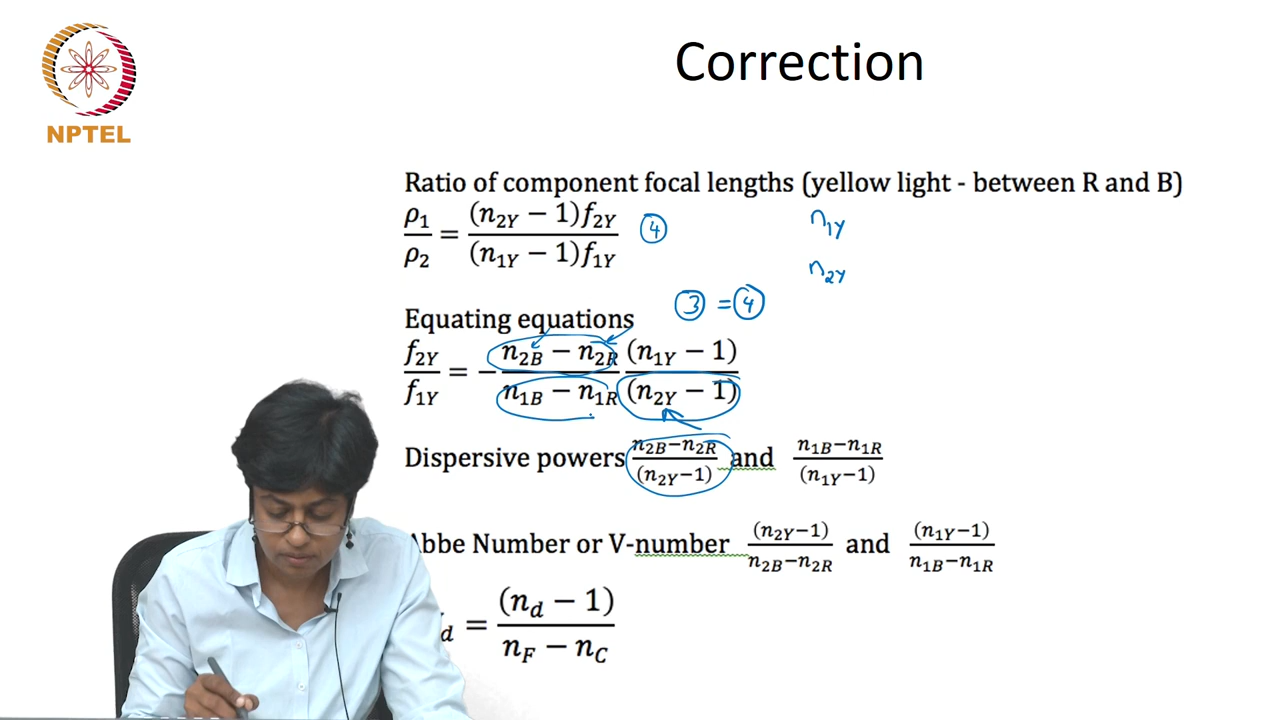 Correction
NPTEL
Ratio of component focal lengths (yellow light - between R and B)
ρ₁/ρ₂ = (n₂Y − 1)f₂Y / (n₁Y − 1)f₁Y ④ n₁Y
n₂Y
③ = ④
Equating equations
f₂Y/f₁Y = − (n₂B − n₂R)/(n₁B − n₁R) (n₁Y − 1)/(n₂Y − 1)
Dispersive powers (n₂B−n₂R)/(n₂Y−1) and (n₁B−n₁R)/(n₁Y−1)
Abbe Number or V-number (n₂Y−1)/(n₂B−n₂R) and (n₁Y−1)/(n₁B−n₁R)
d = (n_d − 1)/(n_F − n_C)